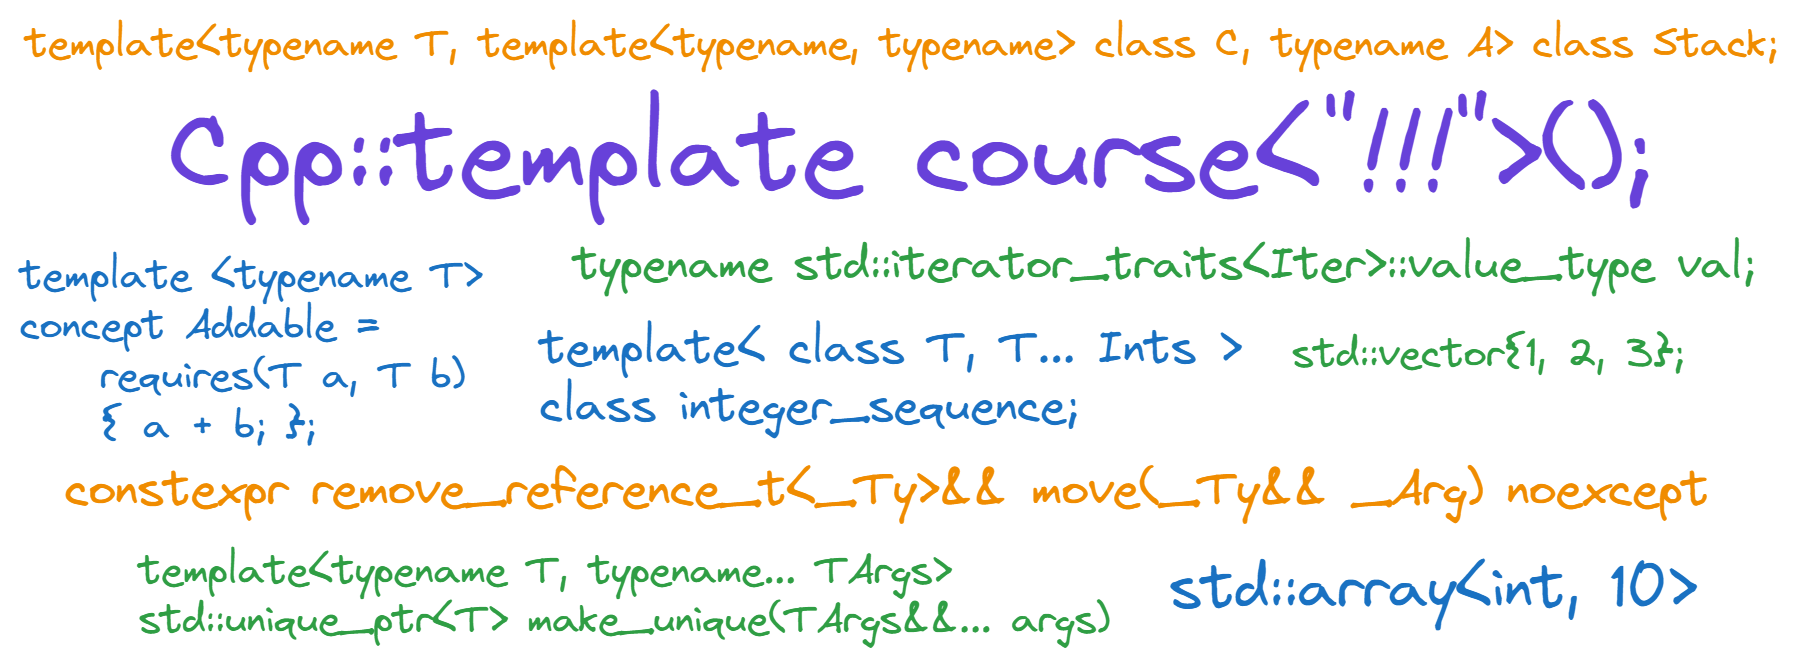 template<typename T, template<typename, typename> class C, typename A> class Stack;
Cpp::template course<"!!!">();
template <typename T>
concept Addable =
requires(T a, T b)
{ a + b; };
typename std::iterator_traits<Iter>::value_type val;
template< class T, T... Ints >
class integer_sequence;
std::vector{1, 2, 3};
constexpr remove_reference_t<_Ty>&& move(_Ty&& _Arg) noexcept
template<typename T, typename... TArgs>
std::unique_ptr<T> make_unique(TArgs&&... args)
std::array<int, 10>